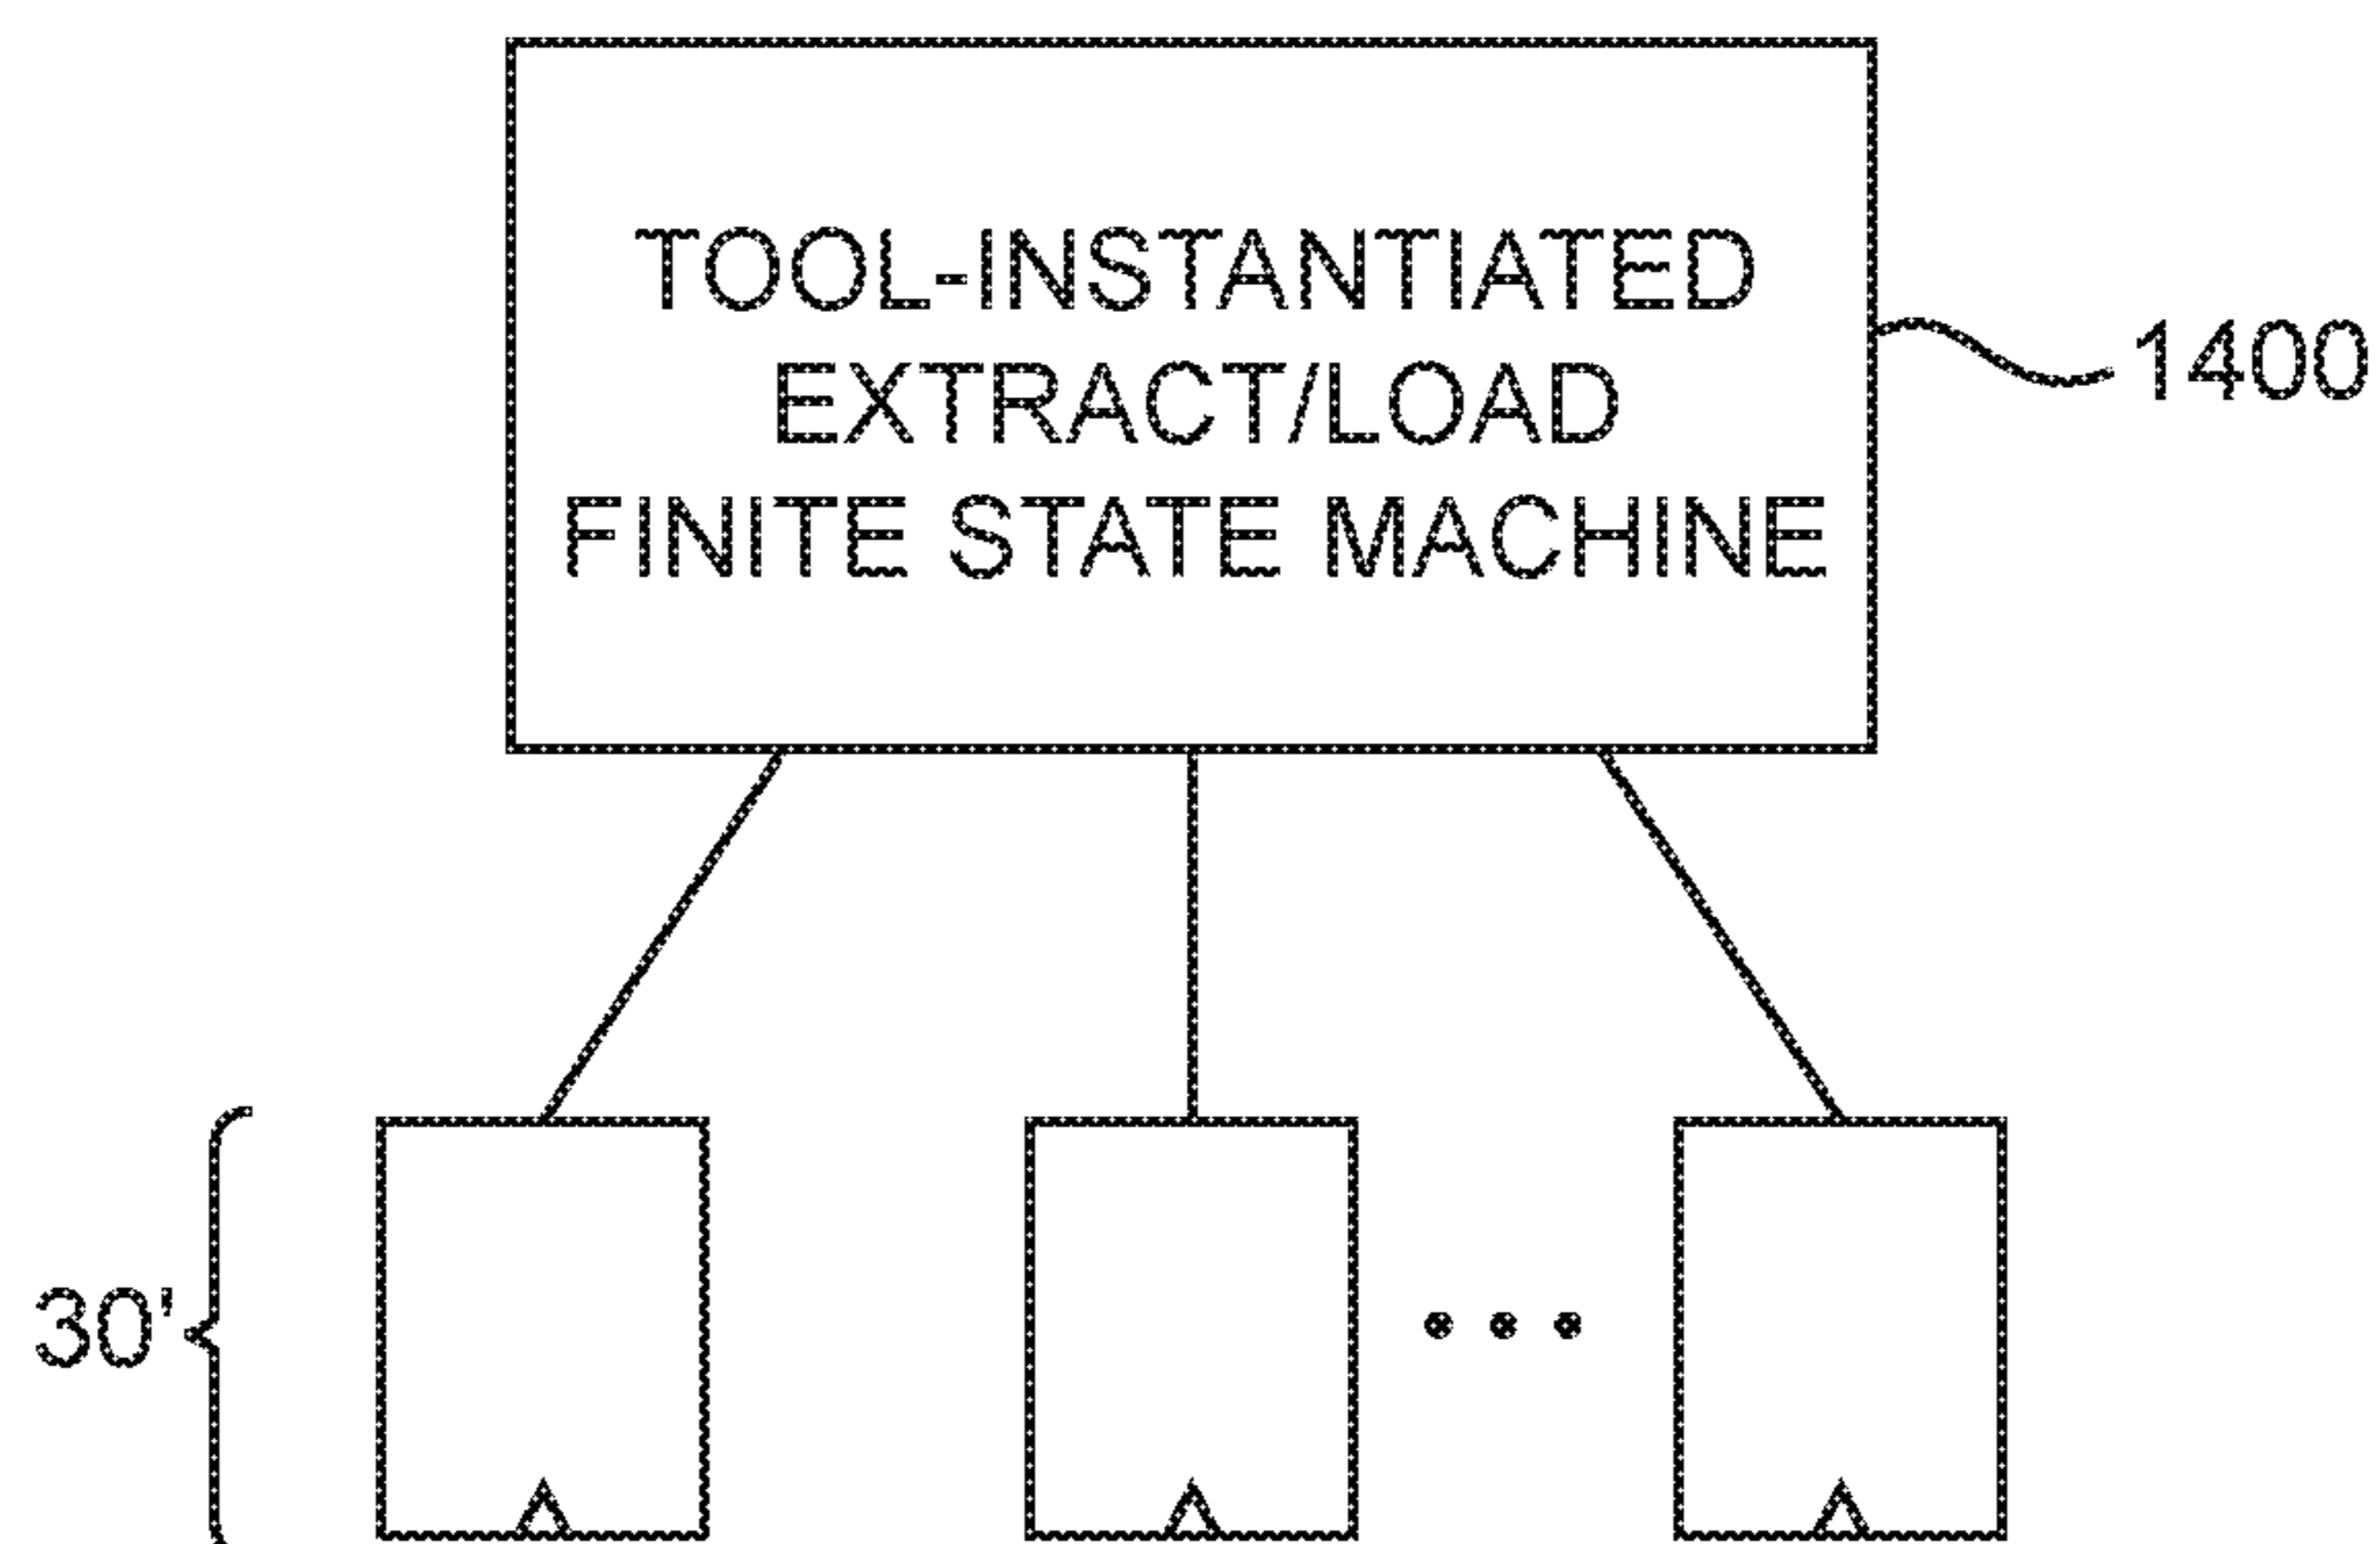 TOOL-INSTANTIATED
EXTRACT/LOAD
FINITE STATE MACHINE
1400
30'